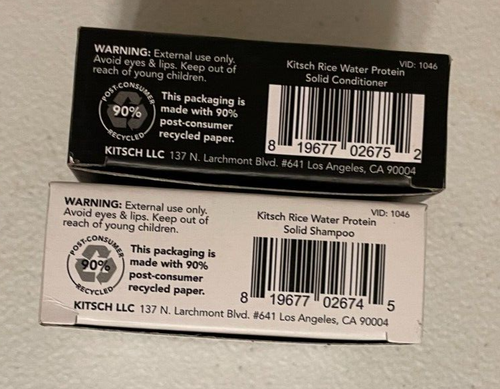 WARNING: External use only.
Avoid eyes & lips. Keep out of
reach of young children.
POST-CONSUMER
90%
RECYCLED
This packaging is
made with 90%
post-consumer
recycled paper.
VID: 1046
Kitsch Rice Water Protein
Solid Conditioner
8 19677 02675 2
KITSCH LLC 137 N. Larchmont Blvd. #641 Los Angeles, CA 90004
WARNING: External use only.
Avoid eyes & lips. Keep out of
reach of young children.
POST-CONSUMER
90%
RECYCLED
This packaging is
made with 90%
post-consumer
recycled paper.
VID: 1046
Kitsch Rice Water Protein
Solid Shampoo
8 19677 02674 5
KITSCH LLC 137 N. Larchmont Blvd. #641 Los Angeles, CA 90004